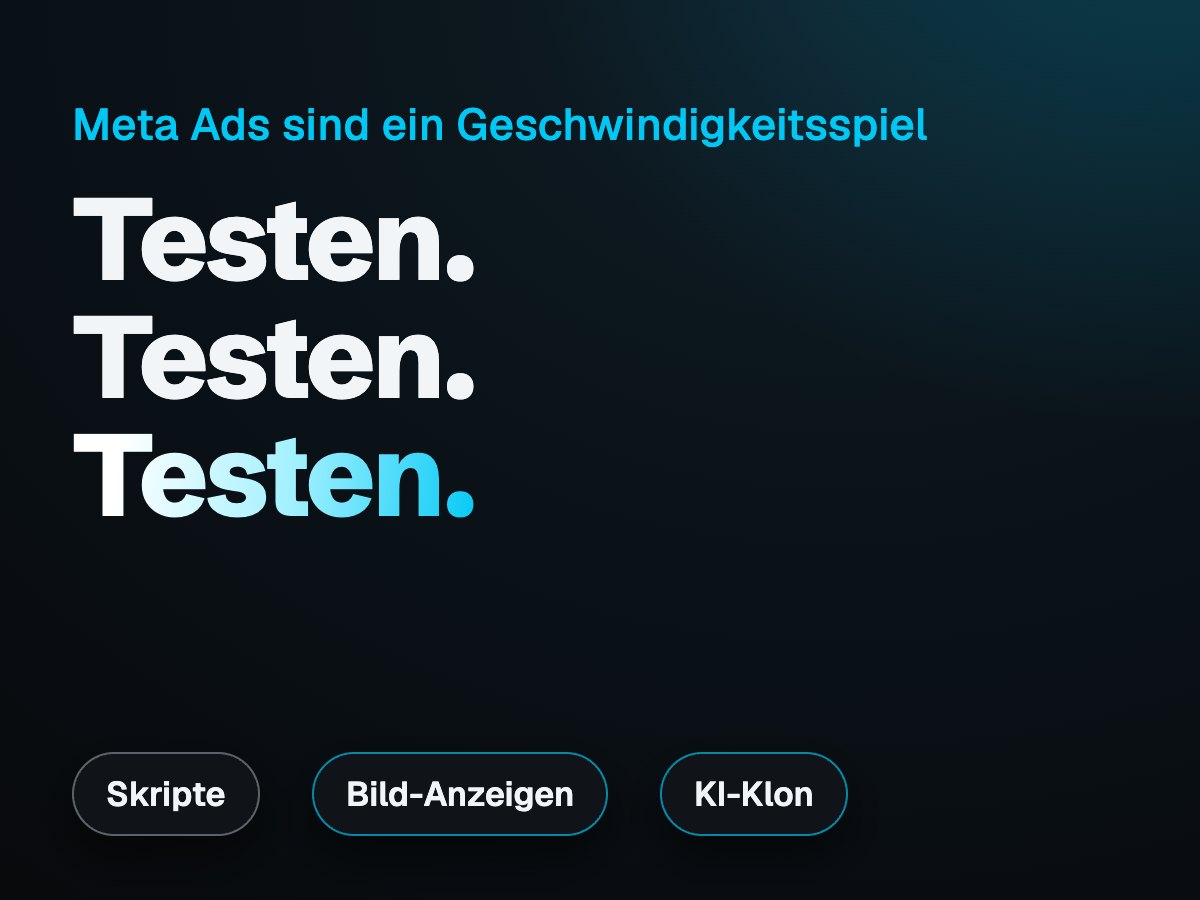 Meta Ads sind ein Geschwindigkeitsspiel
Testen.
Testen.
Testen.
Skripte
Bild-Anzeigen
KI-Klon